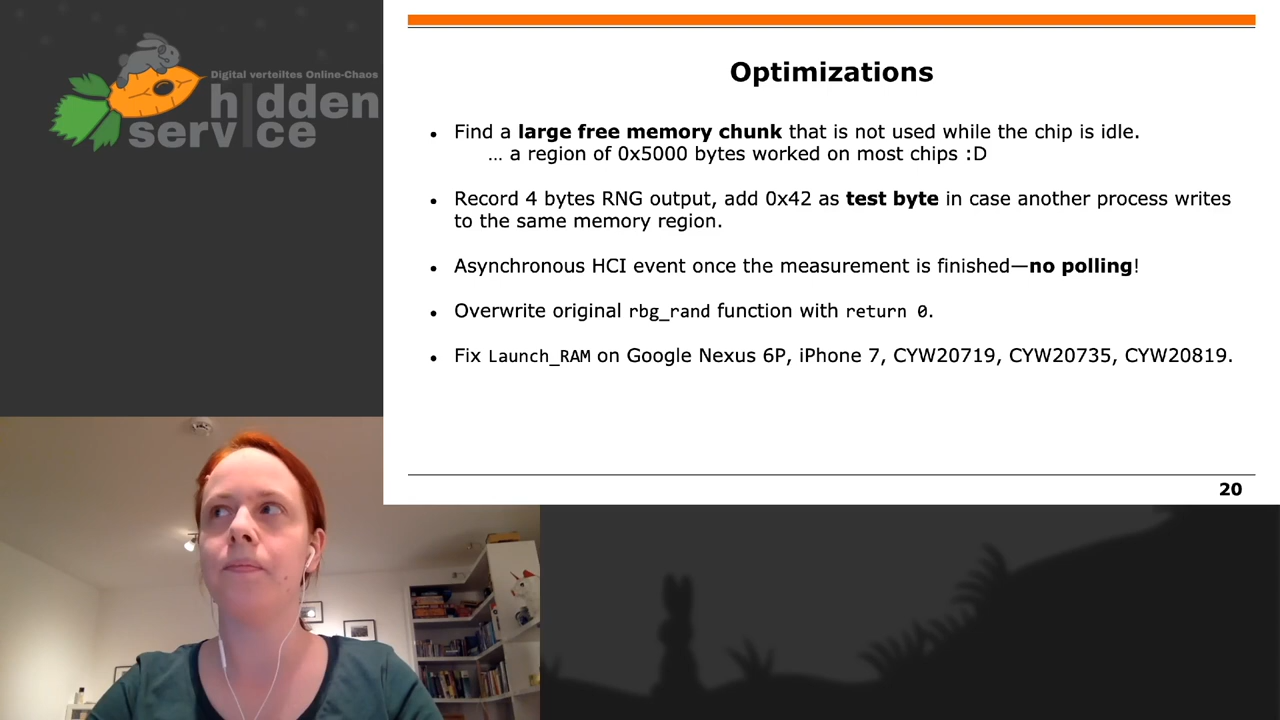 Digital verteiltes Online-Chaos
hidden
service
Optimizations
• Find a large free memory chunk that is not used while the chip is idle.
... a region of 0x5000 bytes worked on most chips :D
• Record 4 bytes RNG output, add 0x42 as test byte in case another process writes
to the same memory region.
• Asynchronous HCI event once the measurement is finished—no polling!
• Overwrite original rbg_rand function with return 0.
• Fix Launch_RAM on Google Nexus 6P, iPhone 7, CYW20719, CYW20735, CYW20819.
20